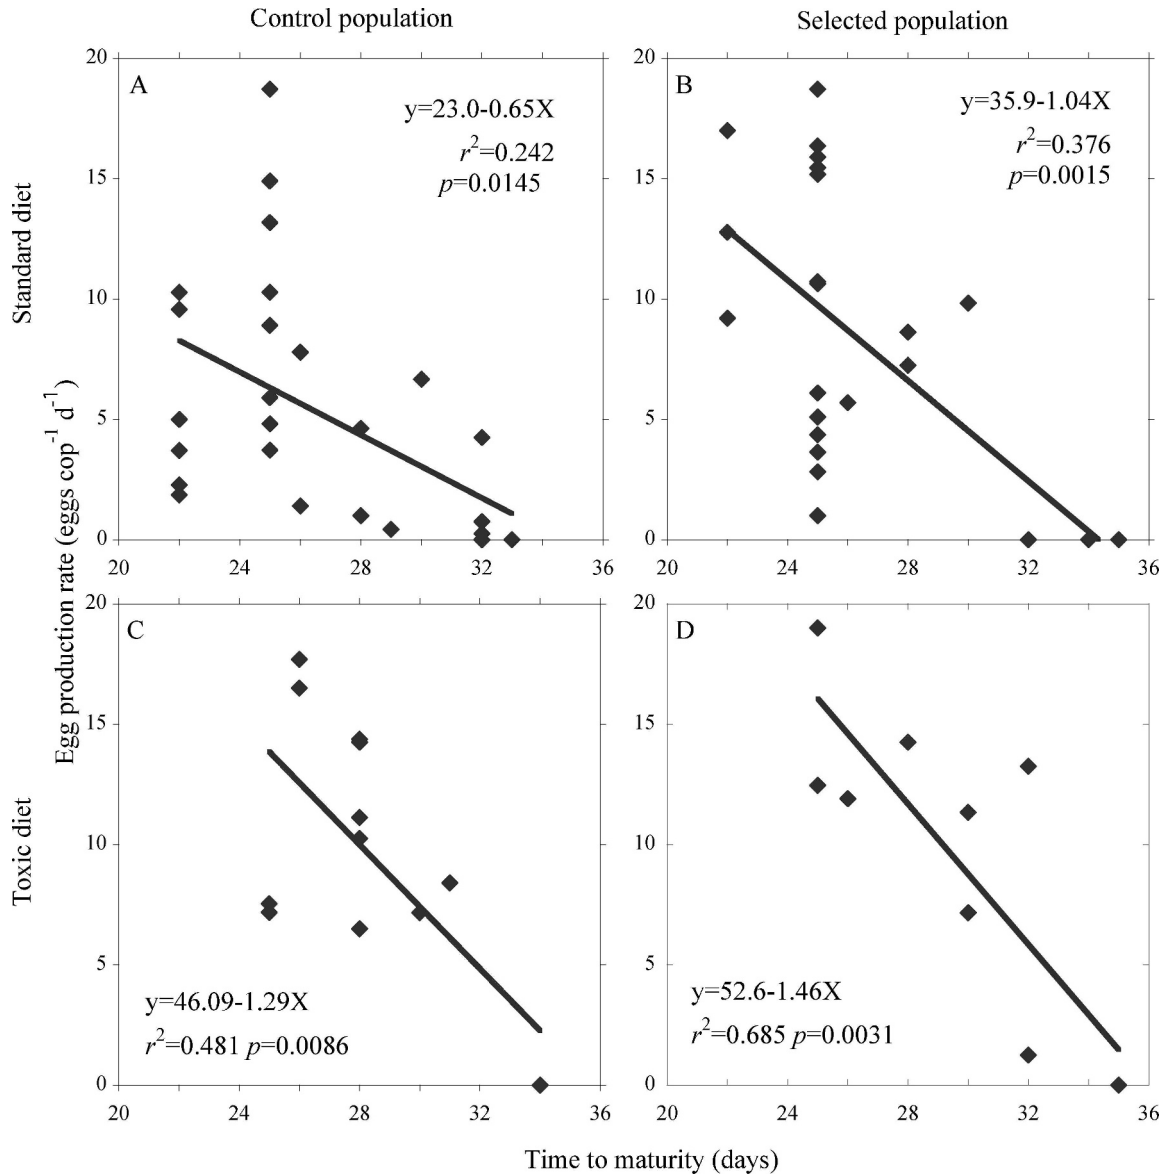 Control population
Selected population
Standard diet
Toxic diet
Egg production rate (eggs cop⁻¹ d⁻¹)
A
y=23.0-0.65X
r²=0.242
p=0.0145
20
15
10
5
0
20 24 28 32 36
B
y=35.9-1.04X
r²=0.376
p=0.0015
20
15
10
5
0
20 24 28 32 36
C
y=46.09-1.29X
r²=0.481 p=0.0086
20
15
10
5
0
20 24 28 32 36
D
y=52.6-1.46X
r²=0.685 p=0.0031
20
15
10
5
0
20 24 28 32 36
Time to maturity (days)